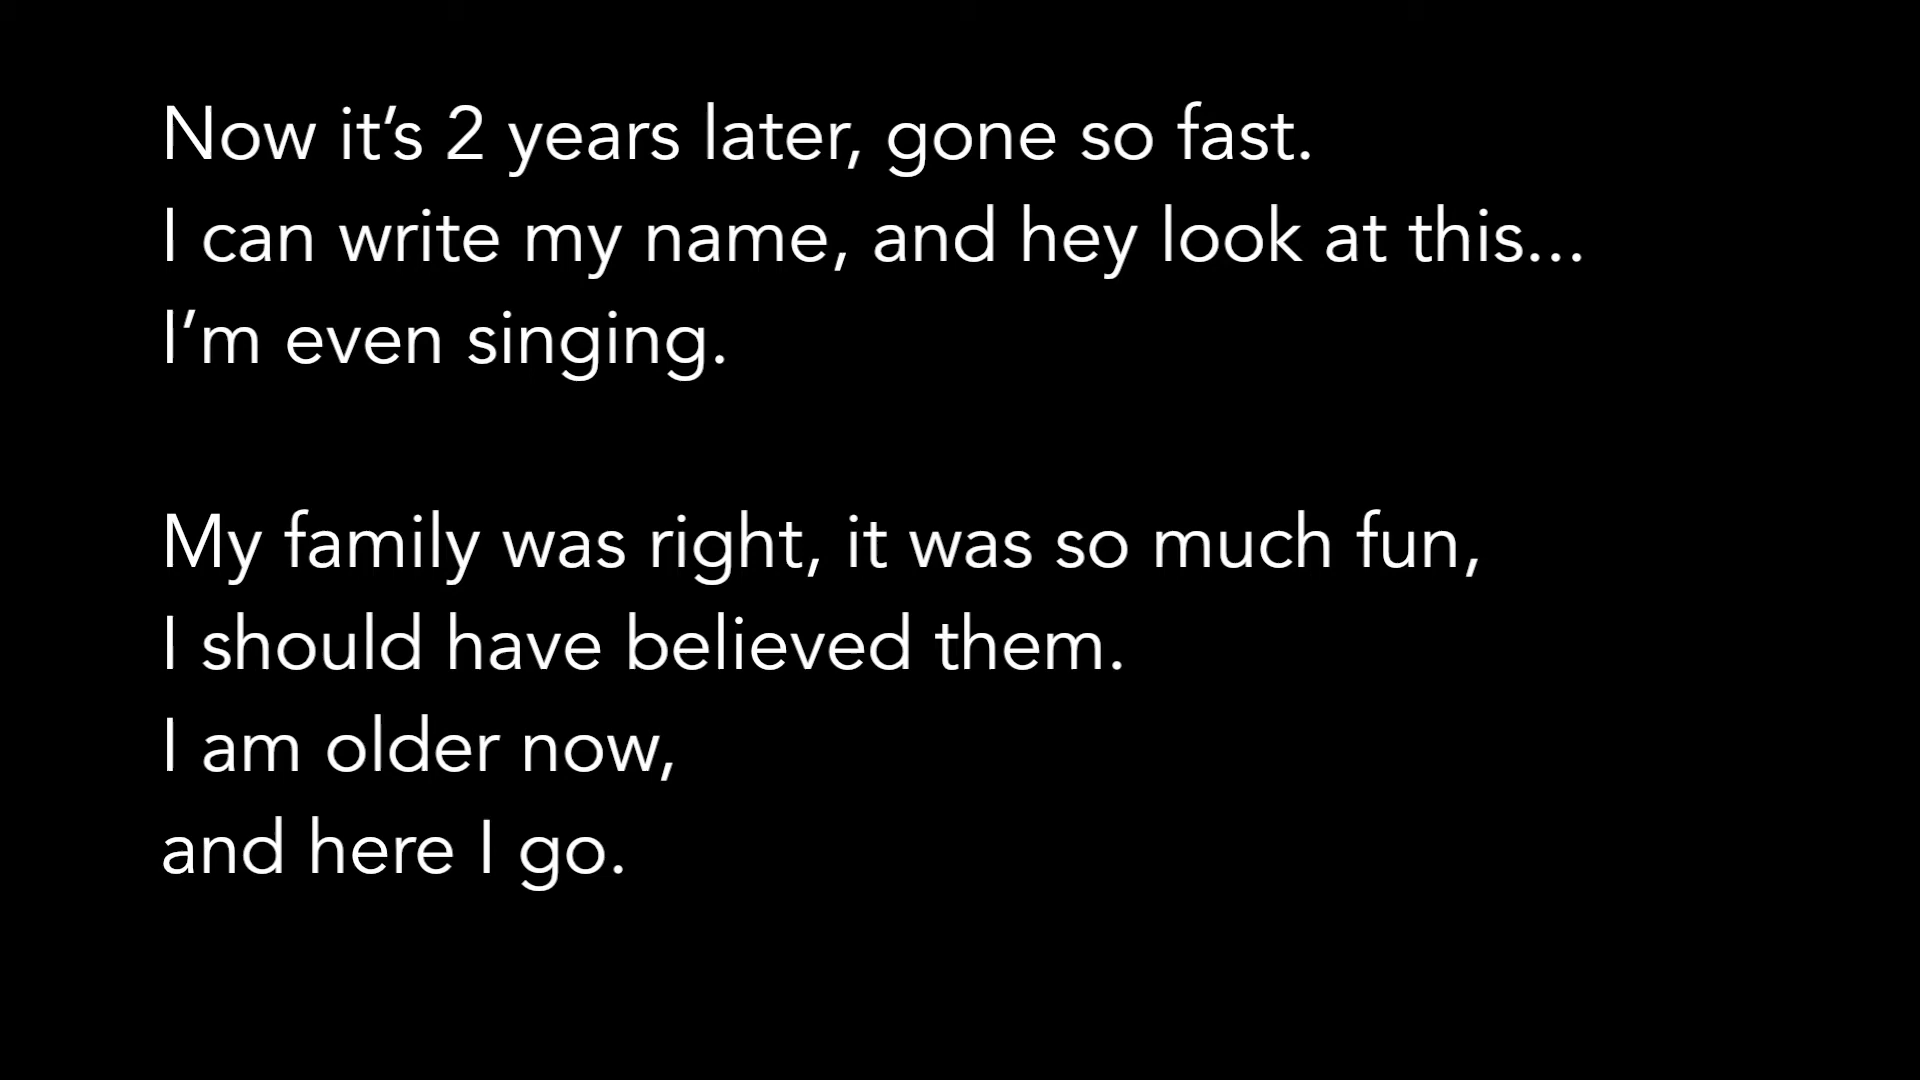 Now it’s 2 years later, gone so fast.
I can write my name, and hey look at this...
I’m even singing.
My family was right, it was so much fun,
I should have believed them.
I am older now,
and here I go.